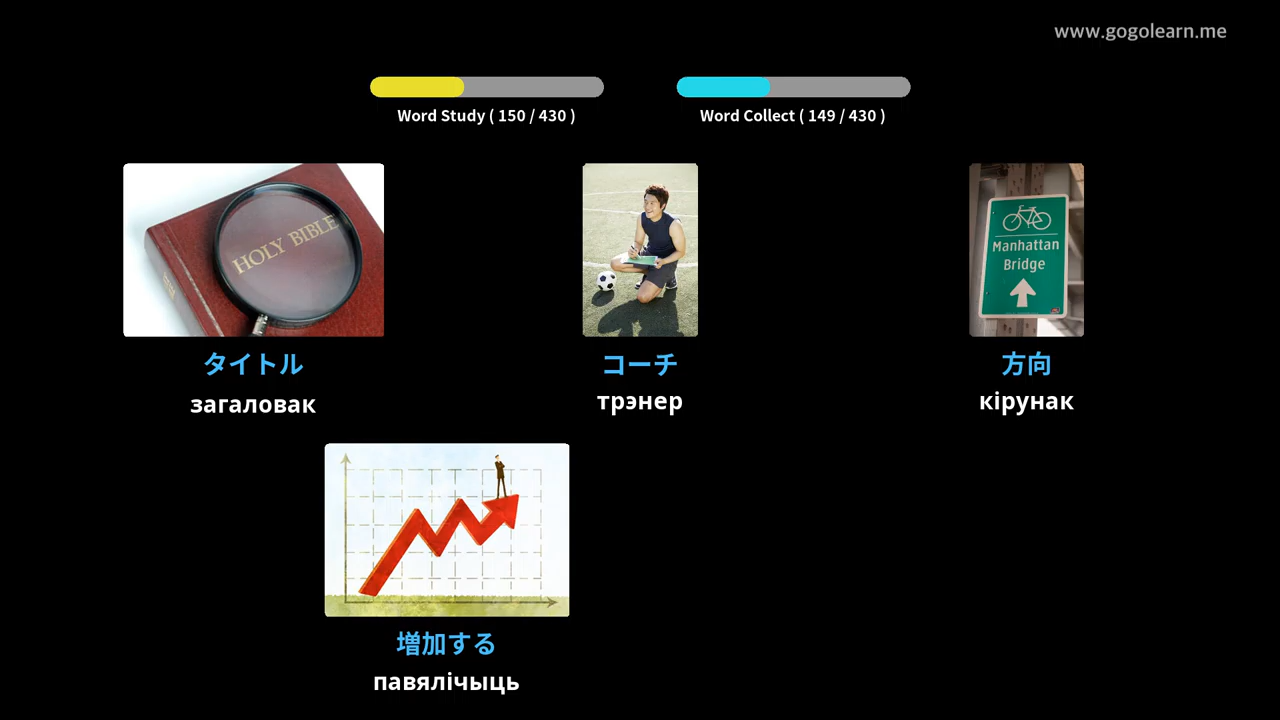 www.gogolearn.me
Word Study ( 150 / 430 )
Word Collect ( 149 / 430 )
HOLY BIBLE
Manhattan
Bridge
タイトル
загаловак
コーチ
трэнер
方向
кірунак
増加する
павялічыць